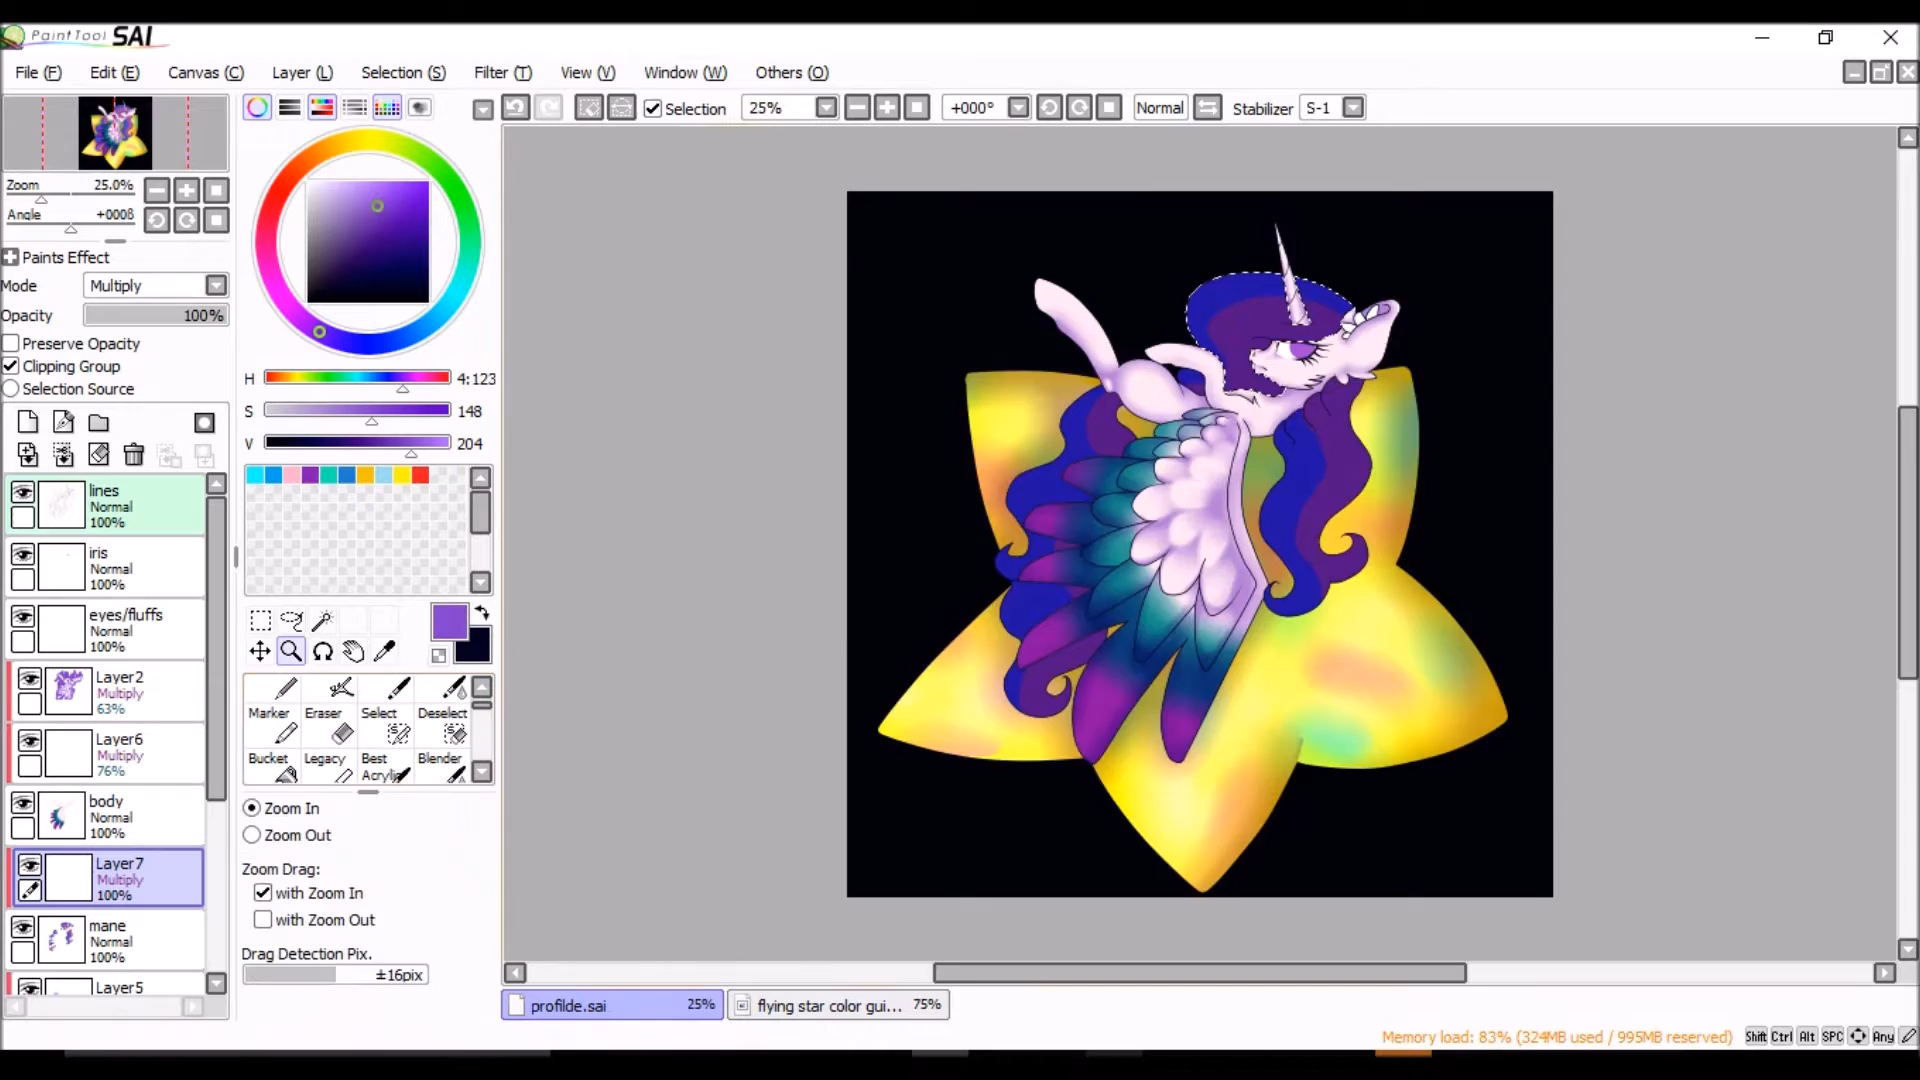 PaintTool SAI
File (F) Edit (E) Canvas (C) Layer (L) Selection (S) Filter (T) View (V) Window (W) Others (O)
Selection 25% +000° Normal Stabilizer S-1
Zoom 25.0%
Angle +000ß
Paints Effect
Mode Multiply
Opacity 100%
Preserve Opacity
Clipping Group
Selection Source
lines
Normal
100%
iris
Normal
100%
eyes/fluffs
Normal
100%
Layer2
Multiply
63%
Layer6
Multiply
76%
body
Normal
100%
Layer7
Multiply
100%
mane
Normal
100%
Layer5
H 4:123
S 148
V 204
Marker Eraser Select Deselect
Bucket Legacy Best Acrylic Blender
Zoom In
Zoom Out
Zoom Drag:
with Zoom In
with Zoom Out
Drag Detection Pix.
±16pix
profilde.sai 25% flying star color gui... 75%
Memory load: 83% (324MB used / 995MB reserved) Shift Ctrl Alt SPC Any